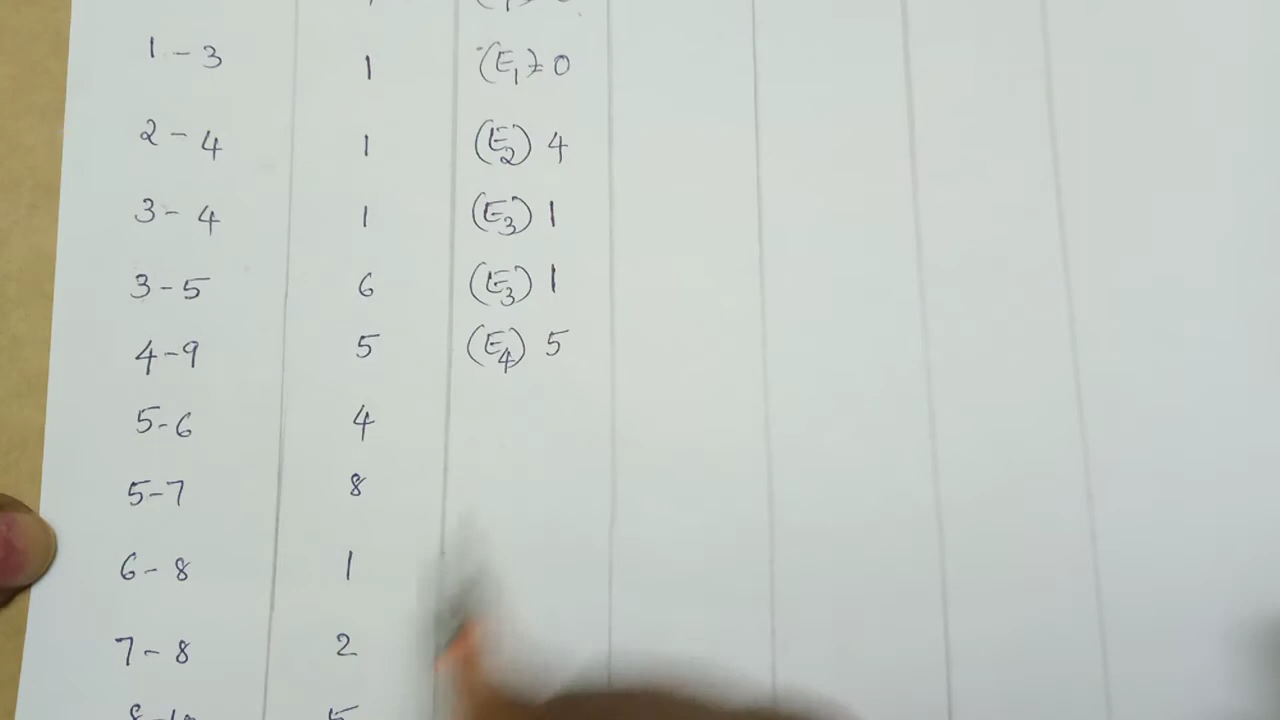 1 - 3 1 (E1) = 0
2 - 4 1 (E2) 4
3 - 4 1 (E3) 1
3 - 5 6 (E3) 1
4 - 9 5 (E4) 5
5 - 6 4
5 - 7 8
6 - 8 1
7 - 8 2
5